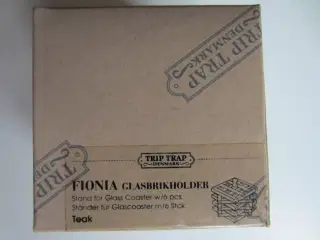 TRIP TRAP
DENMARK
TRIP TRAP
DENMARK
TRIP TRAP
DENMARK
FIONIA GLASBRIKHOLDER
Stand for Glass Coaster w/6 pcs.
Ständer für Glascoaster m/6 Stck.
Teak